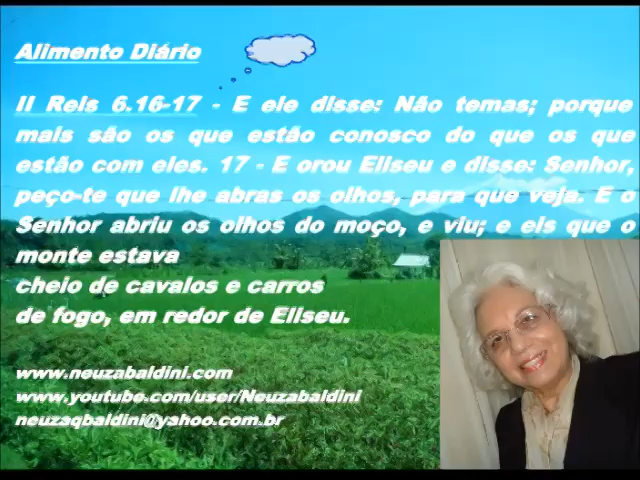 Alimento Diário
II Reis 6.16-17 - E ele disse: Não temas; porque
mais são os que estão conosco do que os que
estão com eles. 17 - E orou Eliseu e disse: Senhor,
peço-te que lhe abras os olhos, para que veja. E o
Senhor abriu os olhos do moço, e viu; e eis que o
monte estava
cheio de cavalos e carros
de fogo, em redor de Eliseu.
www.neuzabaldini.com
www.youtube.com/user/Neuzabaldini
neuzaqbaldini@yahoo.com.br